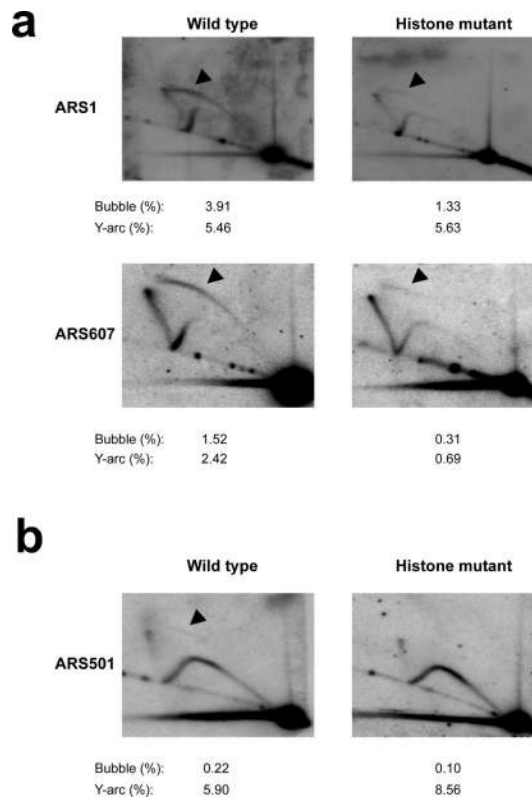 a
Wild type Histone mutant
ARS1
Bubble (%): 3.91 1.33
Y-arc (%): 5.46 5.63
ARS607
Bubble (%): 1.52 0.31
Y-arc (%): 2.42 0.69
b
Wild type Histone mutant
ARS501
Bubble (%): 0.22 0.10
Y-arc (%): 5.90 8.56